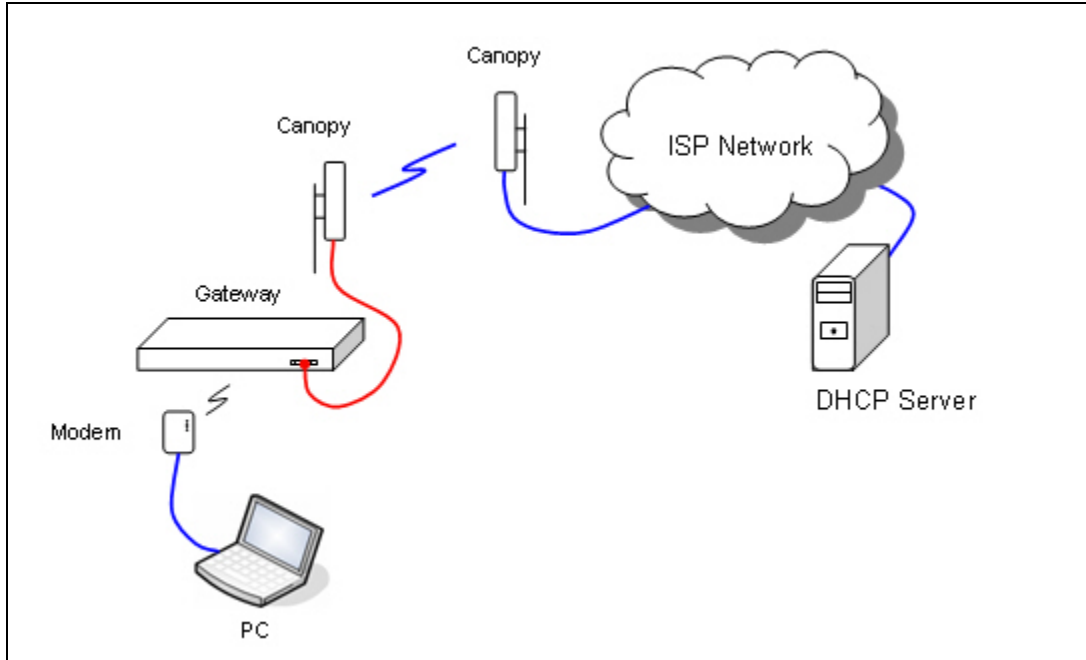 Canopy
Canopy
ISP Network
Gateway
DHCP Server
Modem
PC